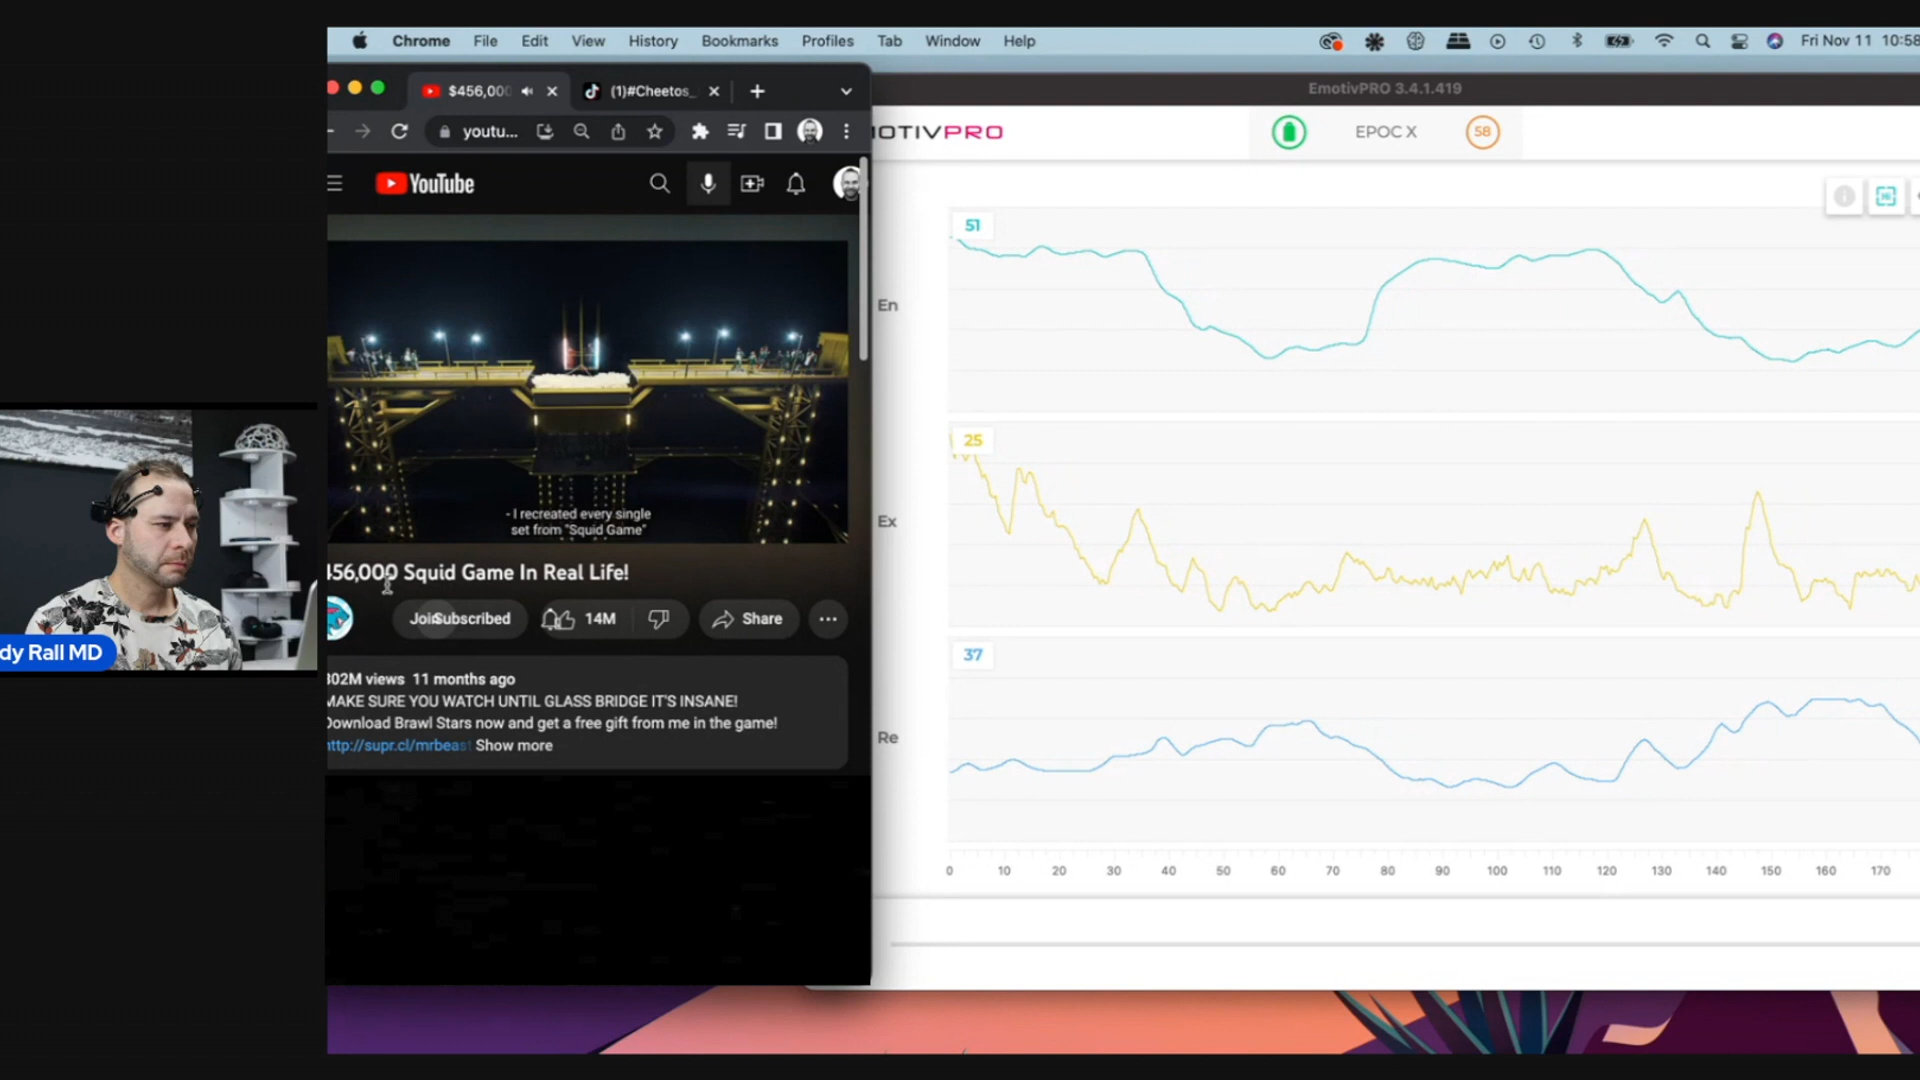 Chrome File Edit View History Bookmarks Profiles Tab Window Help
Fri Nov 11 10:58
$456,000
(1)#Cheetos_
youtu...
YouTube
- I recreated every single
set from "Squid Game"
456,000 Squid Game In Real Life!
Join
Subscribed
14M
Share
302M views 11 months ago
MAKE SURE YOU WATCH UNTIL GLASS BRIDGE IT'S INSANE!
Download Brawl Stars now and get a free gift from me in the game!
http://supr.cl/mrbeast Show more
dy Rall MD
EmotivPRO 3.4.1.419
MOTIVPRO
EPOC X
58
51
En
25
Ex
37
Re
0 10 20 30 40 50 60 70 80 90 100 110 120 130 140 150 160 170